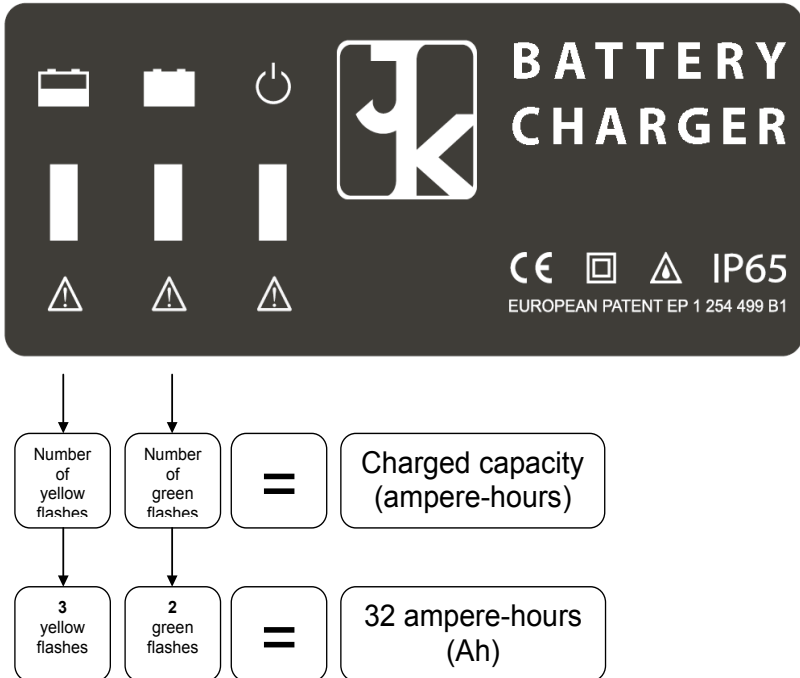 JK
BATTERY
CHARGER
CE IP65
EUROPEAN PATENT EP 1 254 499 B1
Number
of
yellow
flashes
Number
of
green
flashes
=
Charged capacity
(ampere-hours)
3
yellow
flashes
2
green
flashes
=
32 ampere-hours
(Ah)